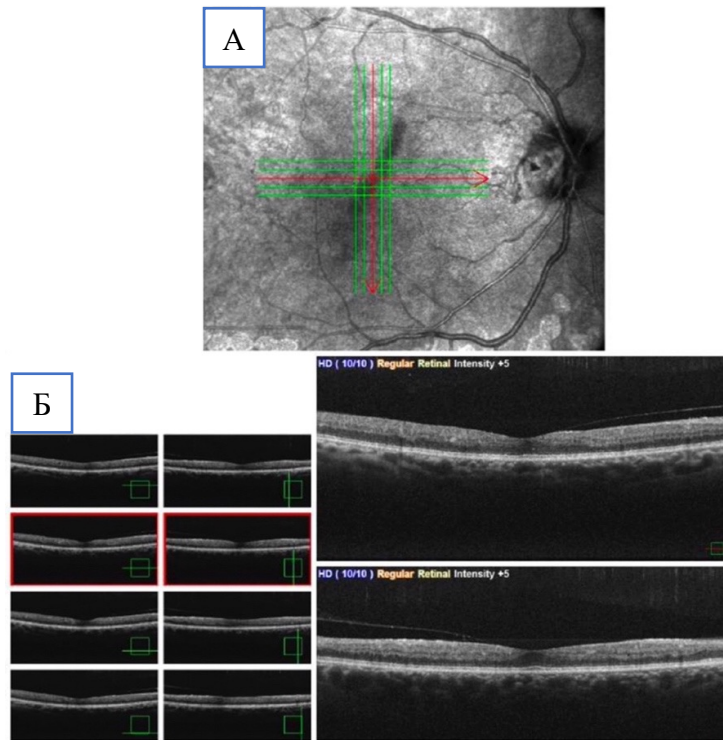 А
Б
HD ( 10/10 ) Regular Retinal Intensity +5
HD ( 10/10 ) Regular Retinal Intensity +5